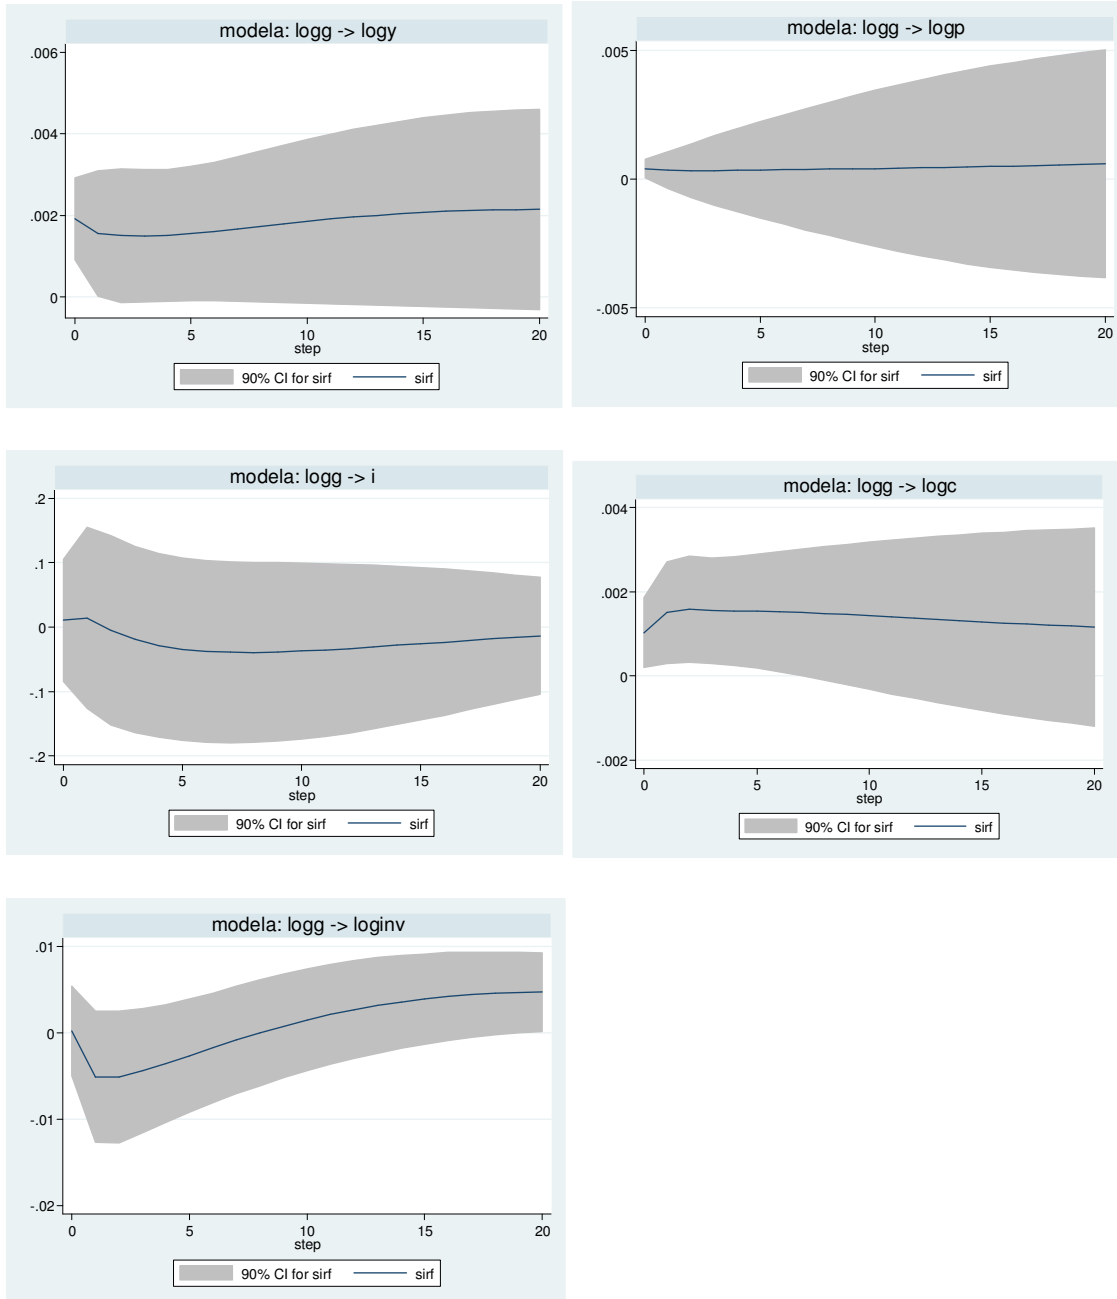 modela: logg -> logy
.006
.004
.002
0
0 5 10 15 20
step
90% CI for sirf sirf
modela: logg -> logp
.005
0
-.005
0 5 10 15 20
step
90% CI for sirf sirf
modela: logg -> i
.2
.1
0
-.1
-.2
0 5 10 15 20
step
90% CI for sirf sirf
modela: logg -> logc
.004
.002
0
-.002
0 5 10 15 20
step
90% CI for sirf sirf
modela: logg -> loginv
.01
0
-.01
-.02
0 5 10 15 20
step
90% CI for sirf sirf